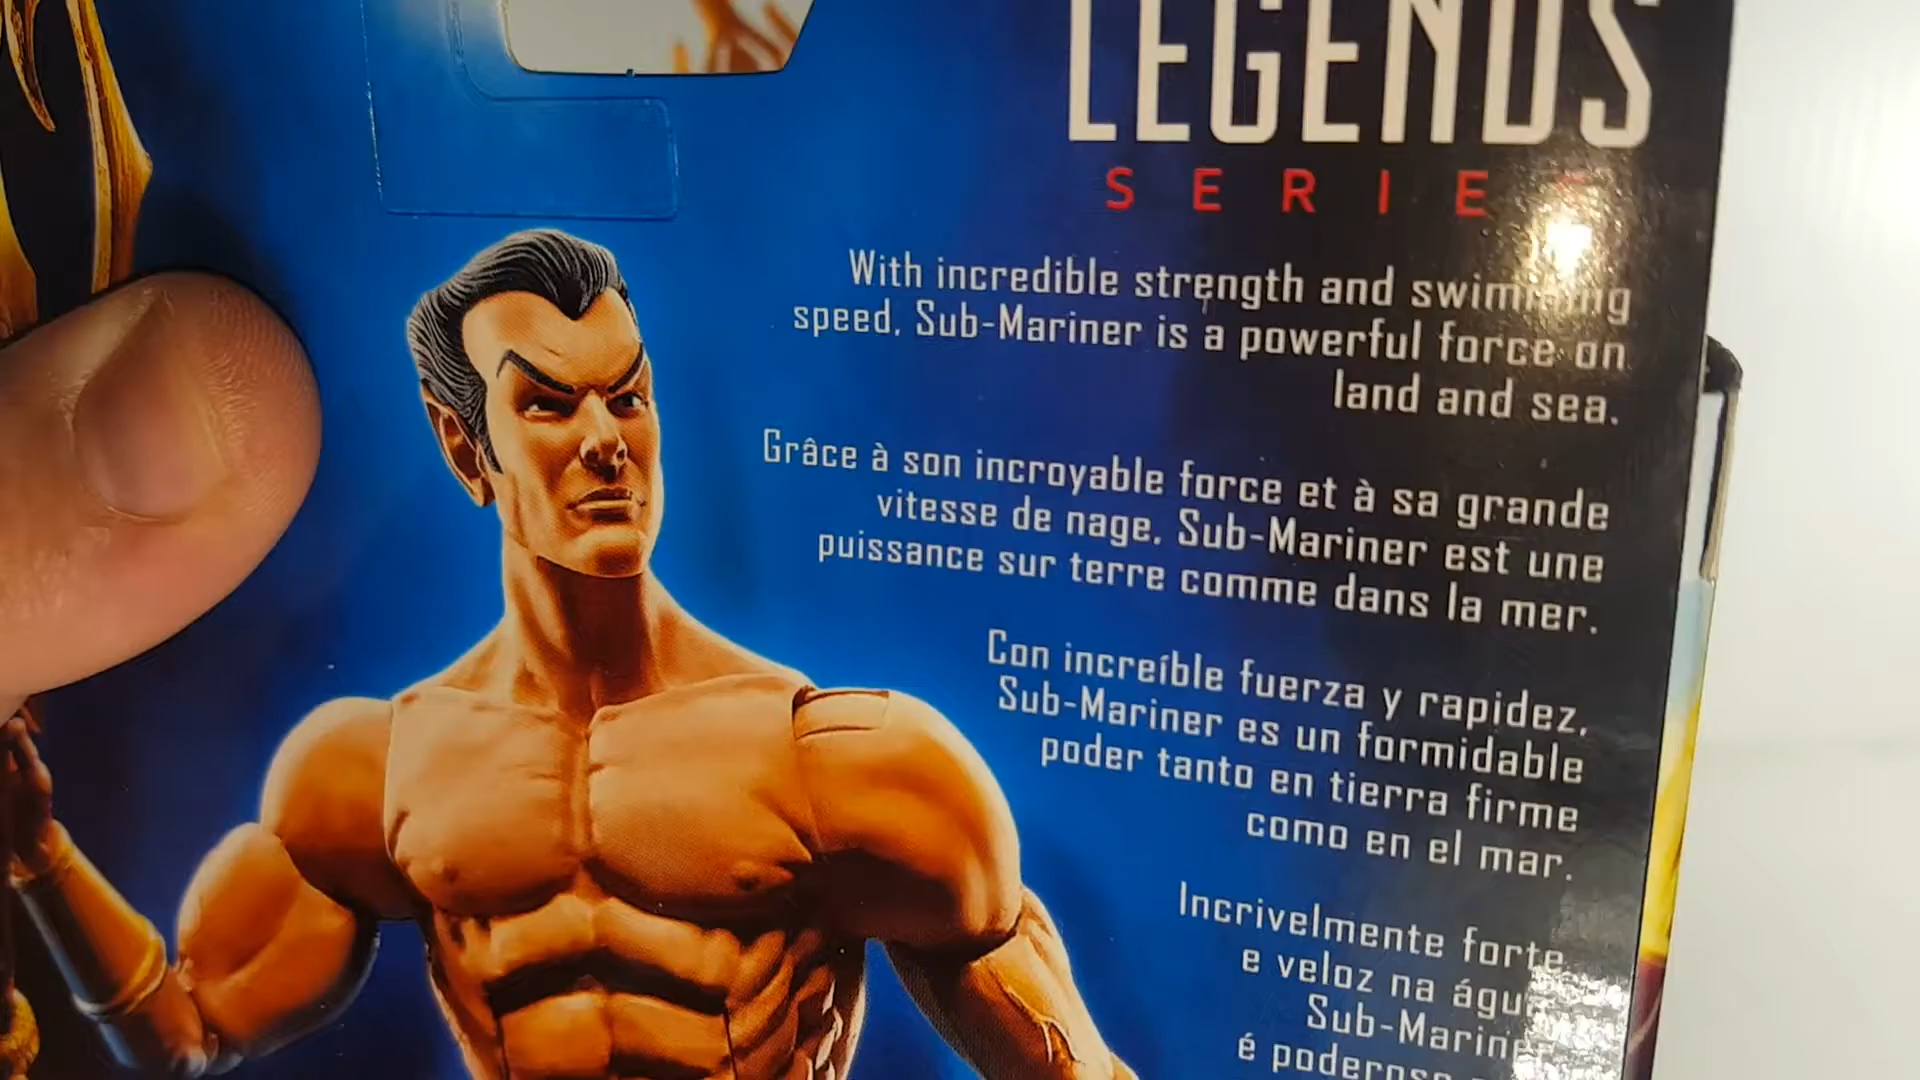 LEGENDS
SERIES
With incredible strength and swimming
speed, Sub-Mariner is a powerful force on
land and sea.
Grâce à son incroyable force et à sa grande
vitesse de nage, Sub-Mariner est une
puissance sur terre comme dans la mer.
Con increíble fuerza y rapidez,
Sub-Mariner es un formidable
poder tanto en tierra firme
como en el mar.
Incrivelmente forte
e veloz na água,
Sub-Mariner
é poderoso